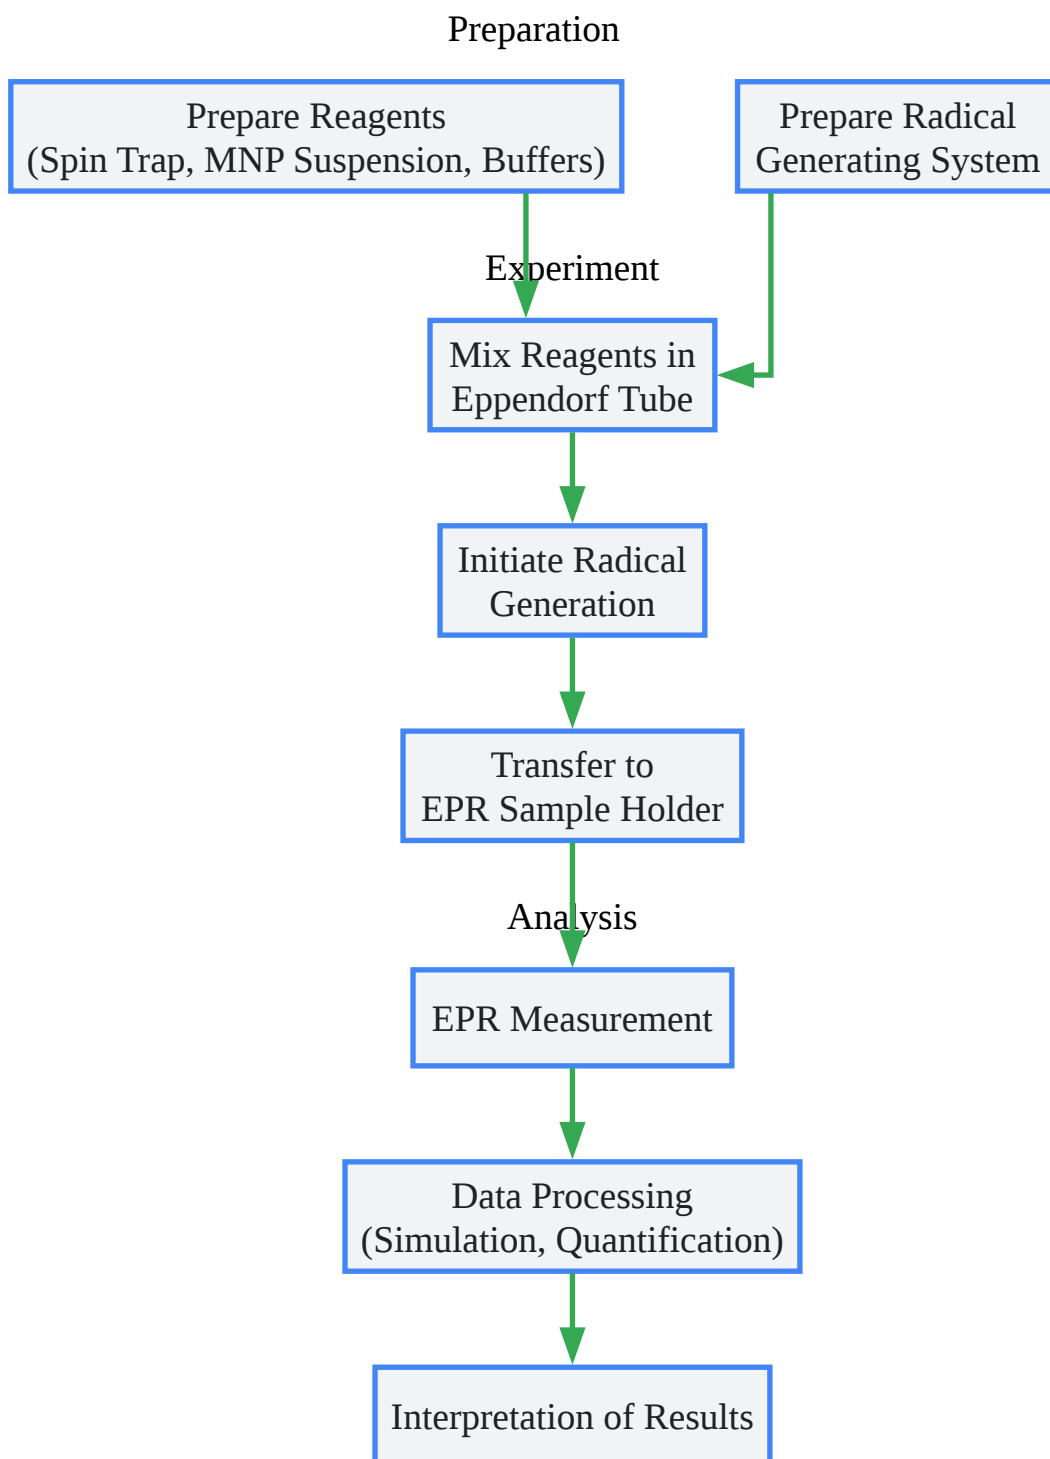 Preparation
Prepare Reagents
(Spin Trap, MNP Suspension, Buffers)
Prepare Radical
Generating System
Experiment
Mix Reagents in
Eppendorf Tube
Initiate Radical
Generation
Transfer to
EPR Sample Holder
Analysis
EPR Measurement
Data Processing
(Simulation, Quantification)
Interpretation of Results